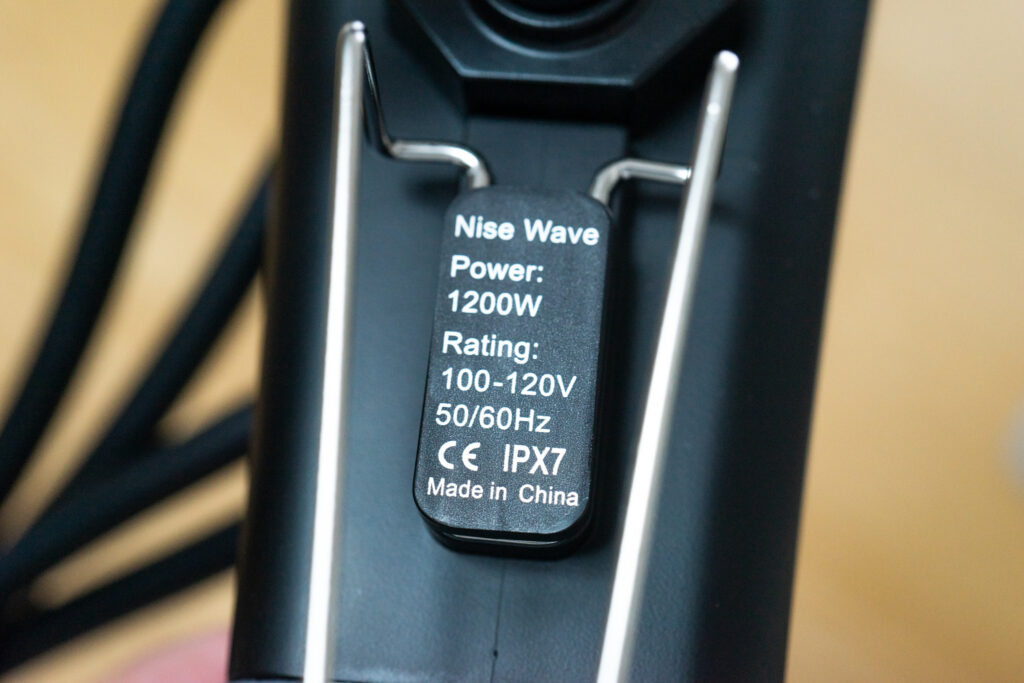 Nise Wave
Power:
1200W
Rating:
100-120V
50/60Hz
CE IPX7
Made in China